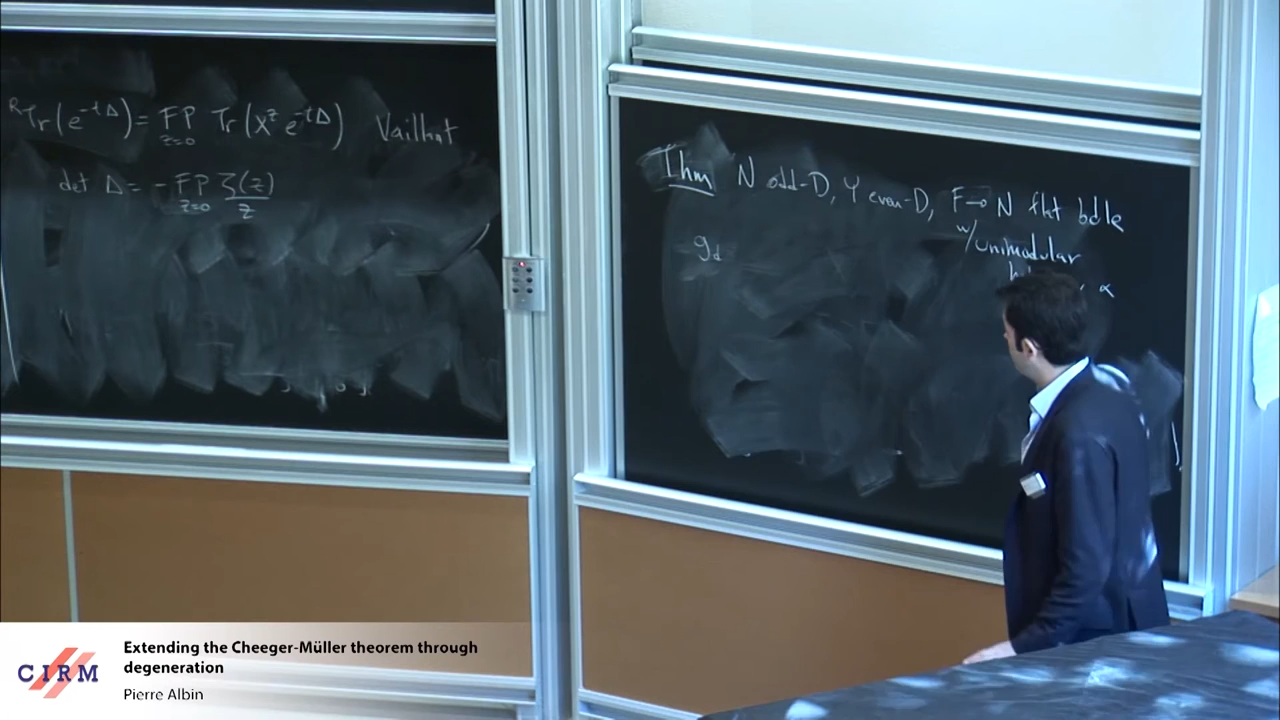 ᴿTr(e^{-tΔ}) = FP_{z=0} Tr(x^z e^{-tΔ}) Vaillant
det Δ = -FP_{z=0} ζ(z)/z
Thm N odd-D, Y even-D, F→N flat bdle
w/unimodular
α
g_d
CIRM
Extending the Cheeger-Müller theorem through
degeneration
Pierre Albin